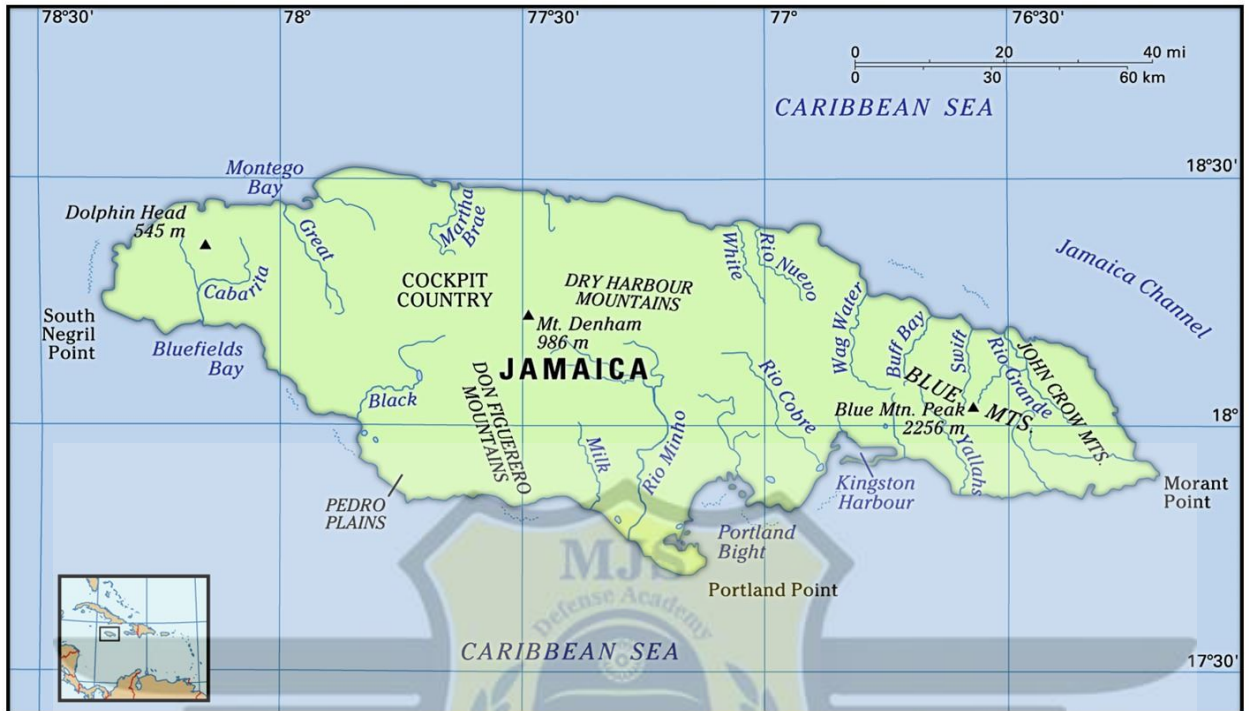 78°30'
78°
77°30'
77°
76°30'
0 20 40 mi
0 30 60 km
CARIBBEAN SEA
18°30'
Montego
Bay
Dolphin Head
545 m
Great
Martha
Brae
Cabarita
COCKPIT
COUNTRY
DRY HARBOUR
MOUNTAINS
White
Rio Nuevo
Jamaica Channel
South
Negril
Point
Bluefields
Bay
Mt. Denham
986 m
JAMAICA
Wag Water
Buff Bay
Swift
Rio Grande
JOHN CROW MTS.
BLUE MTS.
Blue Mtn. Peak
2256 m
Black
DON FIGUERERO
MOUNTAINS
Rio Cobre
18°
Milk
Rio Minho
Yallahs
PEDRO
PLAINS
Kingston
Harbour
Morant
Point
Portland
Bight
Portland Point
MJS
Defense Academy
CARIBBEAN SEA
17°30'